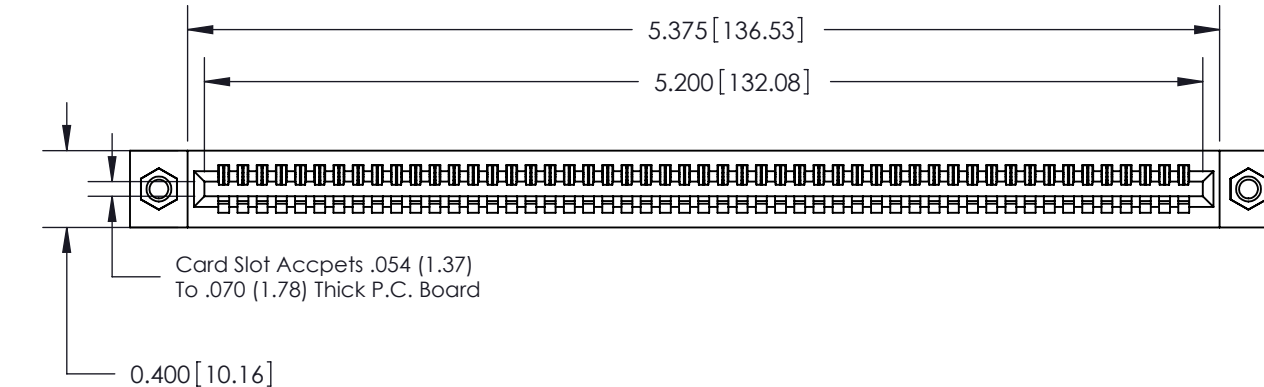 5.375[136.53]
5.200[132.08]
Card Slot Accpets .054 (1.37)
To .070 (1.78) Thick P.C. Board
0.400[10.16]